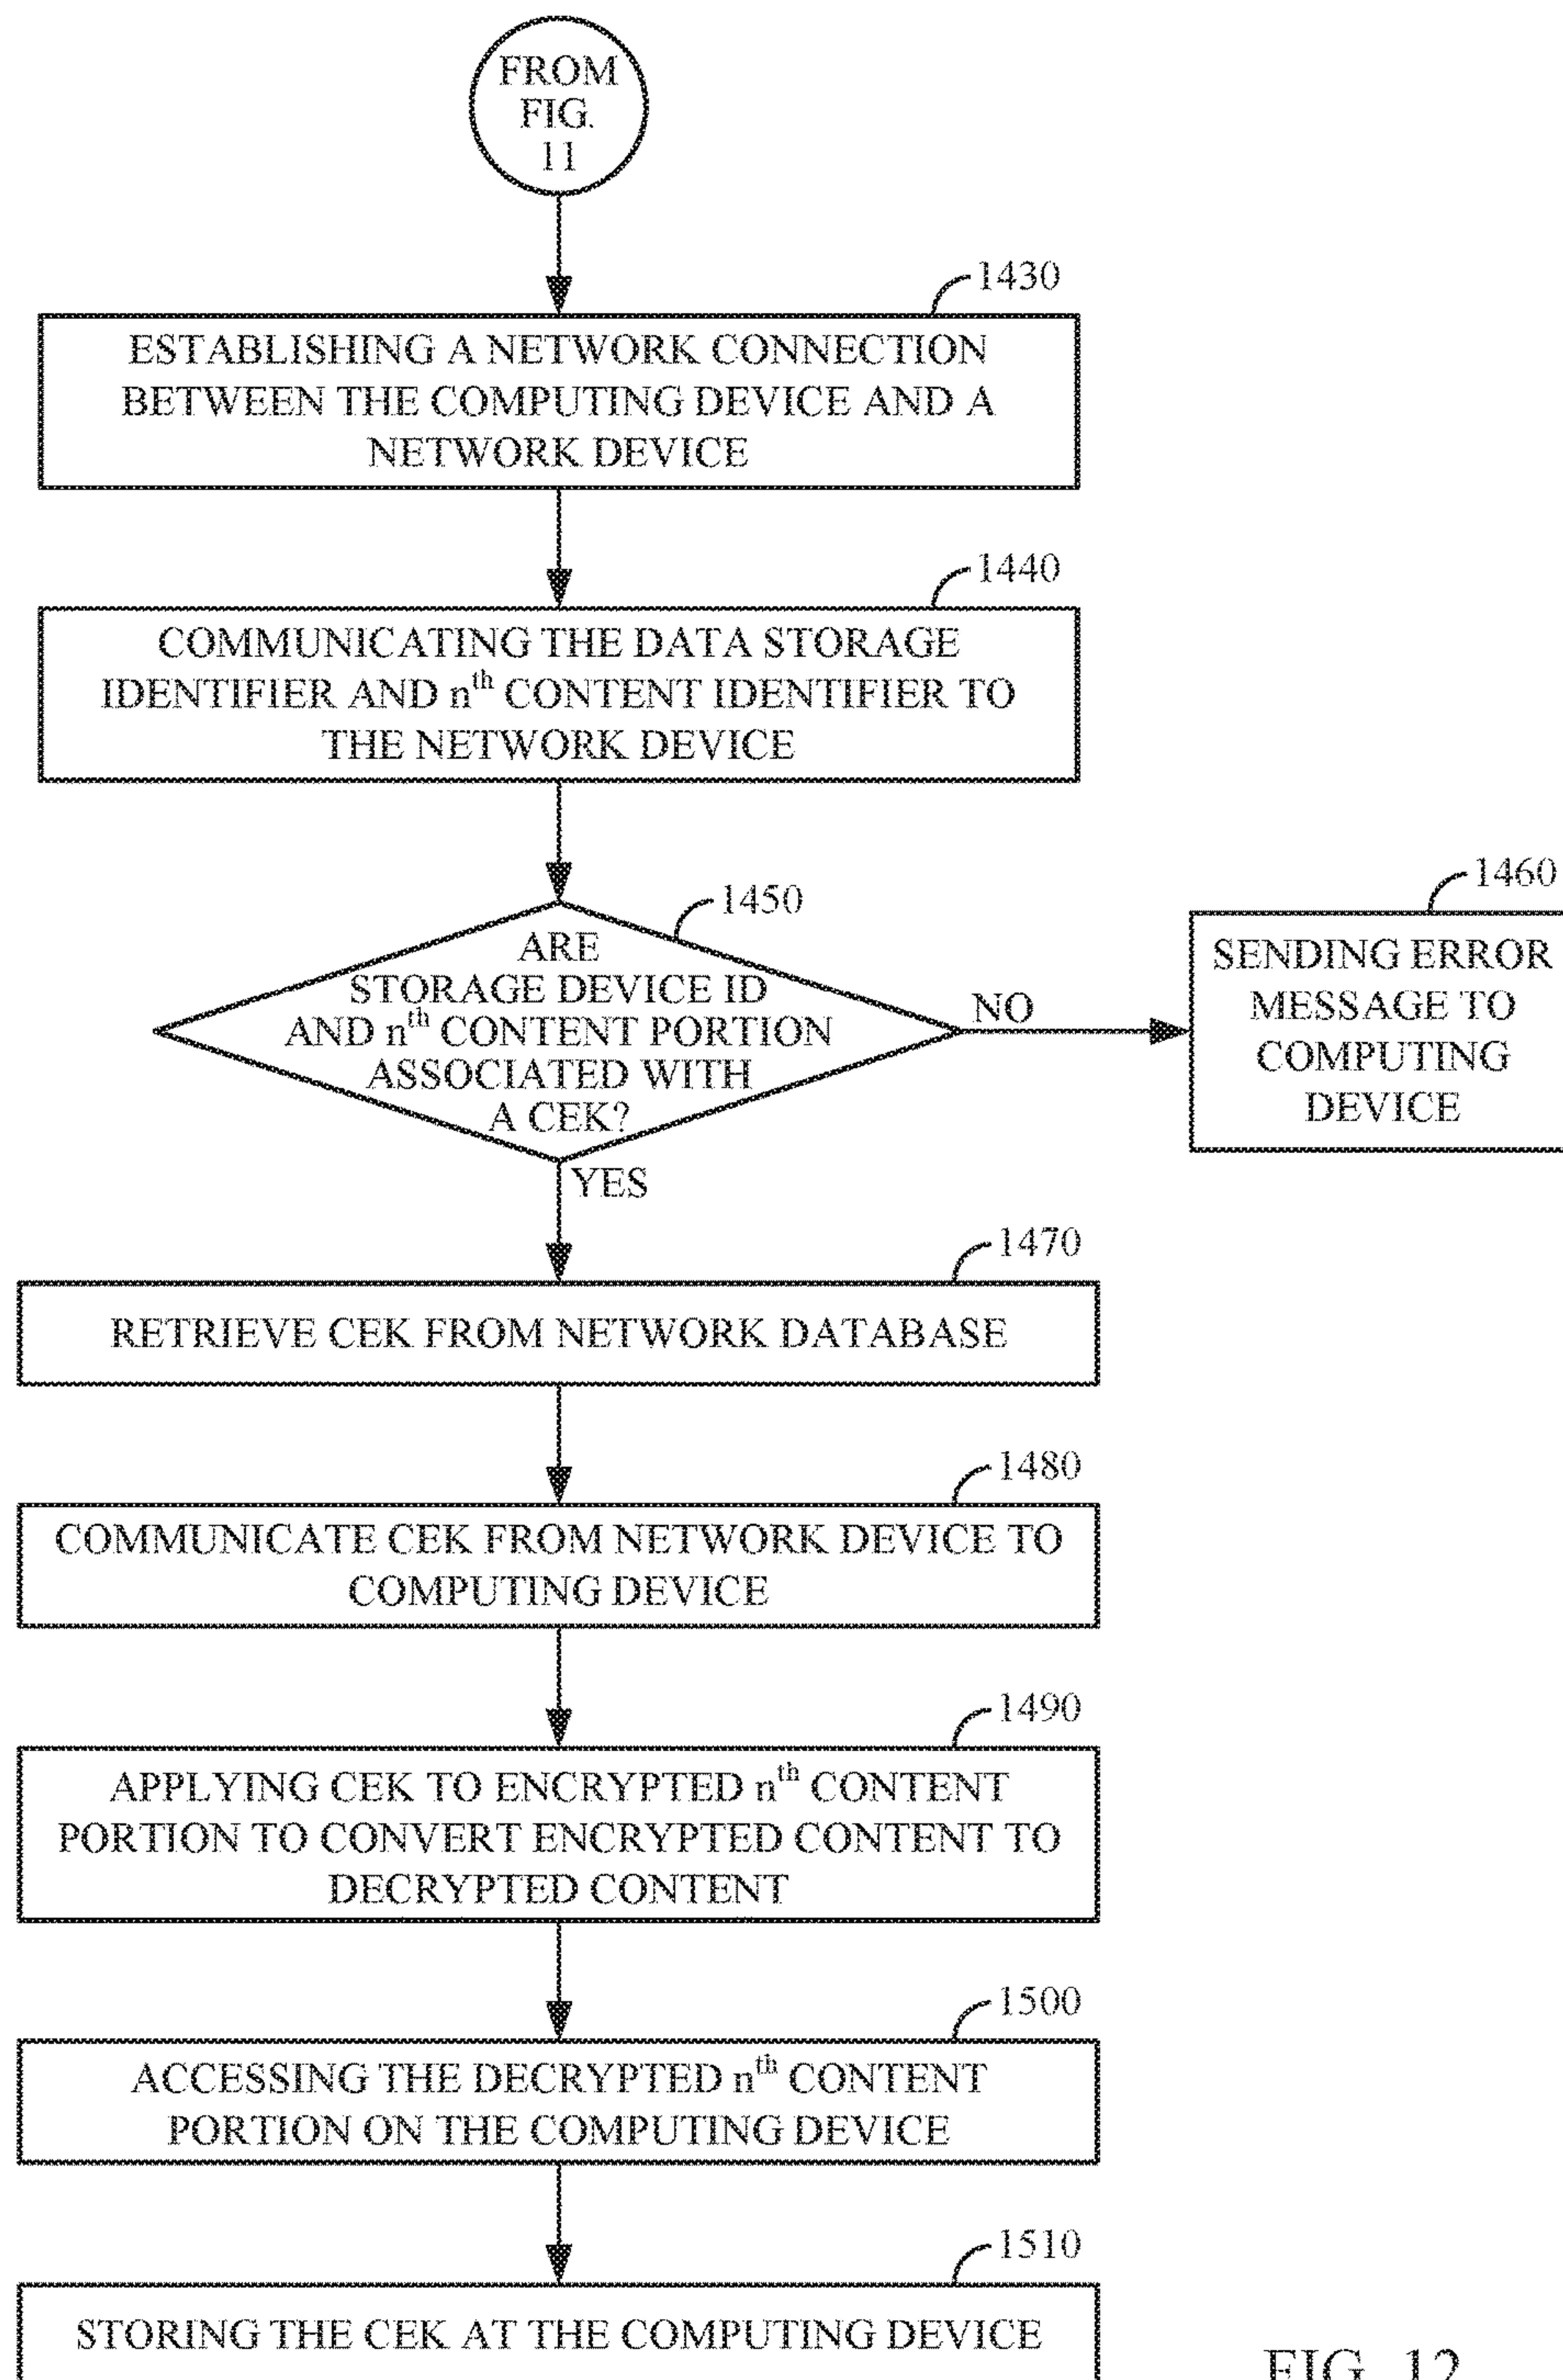 FROM
FIG.
11
1430
ESTABLISHING A NETWORK CONNECTION
BETWEEN THE COMPUTING DEVICE AND A
NETWORK DEVICE
1440
COMMUNICATING THE DATA STORAGE
IDENTIFIER AND nth CONTENT IDENTIFIER TO
THE NETWORK DEVICE
1450
ARE
STORAGE DEVICE ID
AND nth CONTENT PORTION
ASSOCIATED WITH
A CEK?
NO
1460
SENDING ERROR
MESSAGE TO
COMPUTING
DEVICE
YES
1470
RETRIEVE CEK FROM NETWORK DATABASE
1480
COMMUNICATE CEK FROM NETWORK DEVICE TO
COMPUTING DEVICE
1490
APPLYING CEK TO ENCRYPTED nth CONTENT
PORTION TO CONVERT ENCRYPTED CONTENT TO
DECRYPTED CONTENT
1500
ACCESSING THE DECRYPTED nth CONTENT
PORTION ON THE COMPUTING DEVICE
1510
STORING THE CEK AT THE COMPUTING DEVICE
FIG. 12